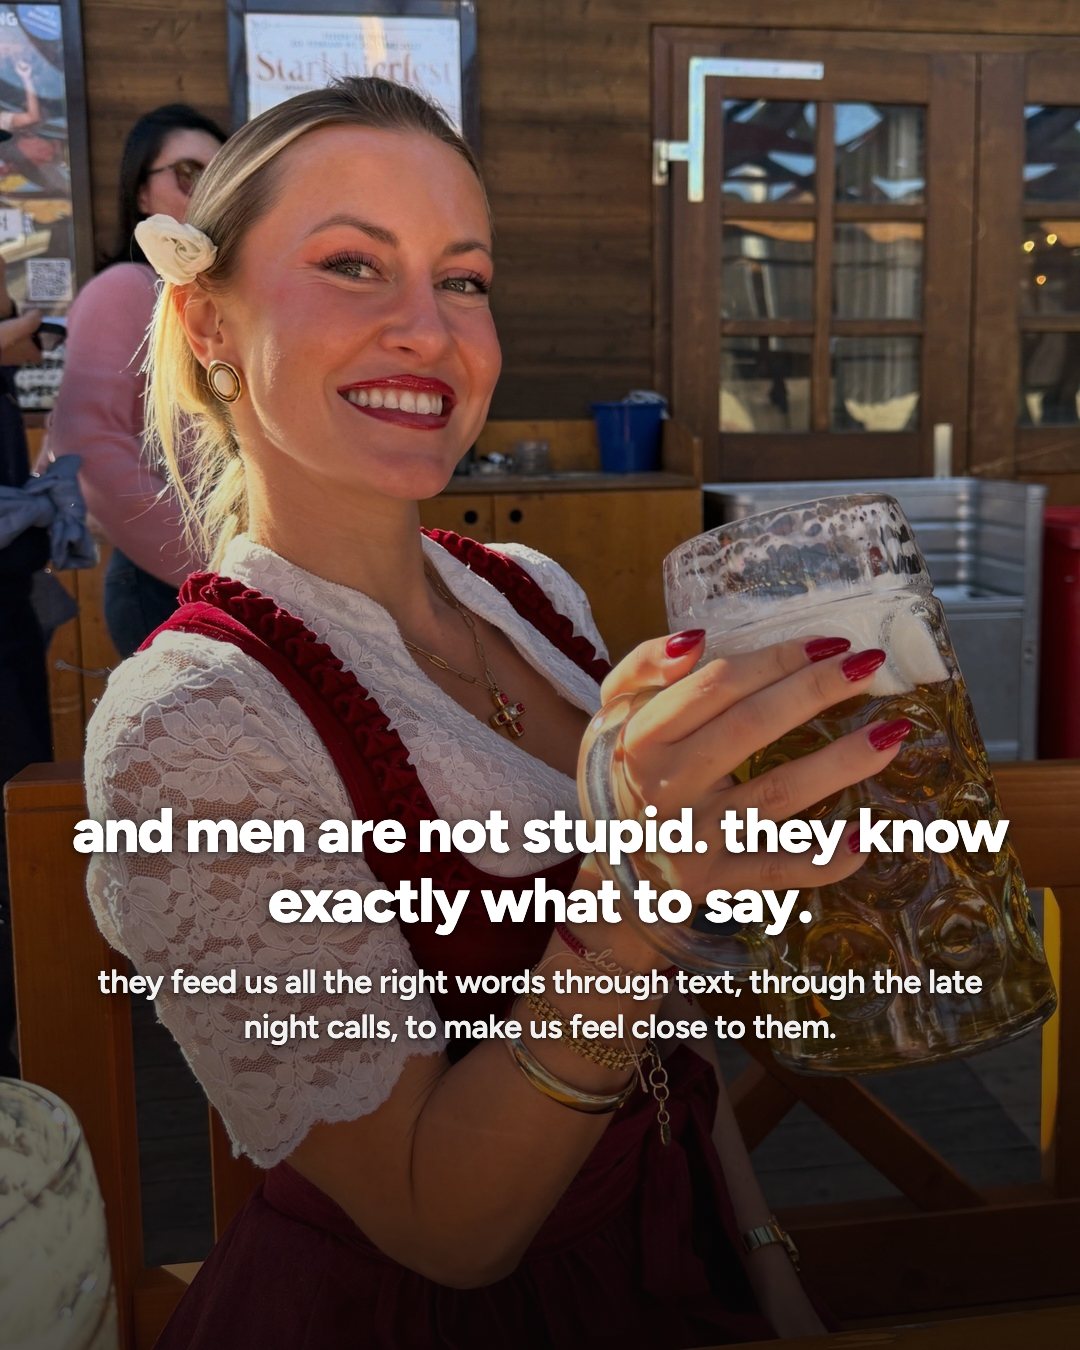 Starkbierfest
and men are not stupid. they know
exactly what to say.
they feed us all the right words through text, through the late
night calls, to make us feel close to them.